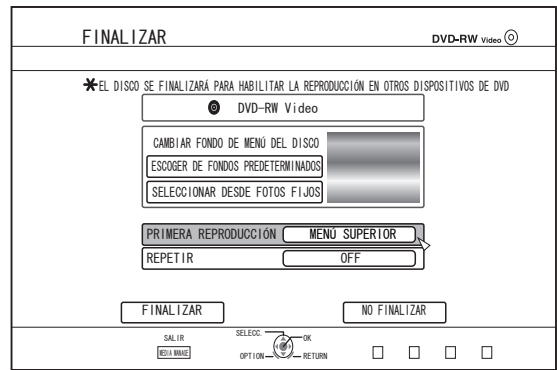 FINALIZAR DVD-RW Video
*EL DISCO SE FINALIZARÁ PARA HABILITAR LA REPRODUCCIÓN EN OTROS DISPOSITIVOS DE DVD
DVD-RW Video
CAMBIAR FONDO DE MENÚ DEL DISCO
ESCOGER DE FONDOS PREDETERMINADOS
SELECCIONAR DESDE FOTOS FIJOS
PRIMERA REPRODUCCIÓN MENÚ SUPERIOR
REPETIR OFF
FINALIZAR NO FINALIZAR
SALIR SELECC. OK
MEDIA MANAGE OPTION RETURN